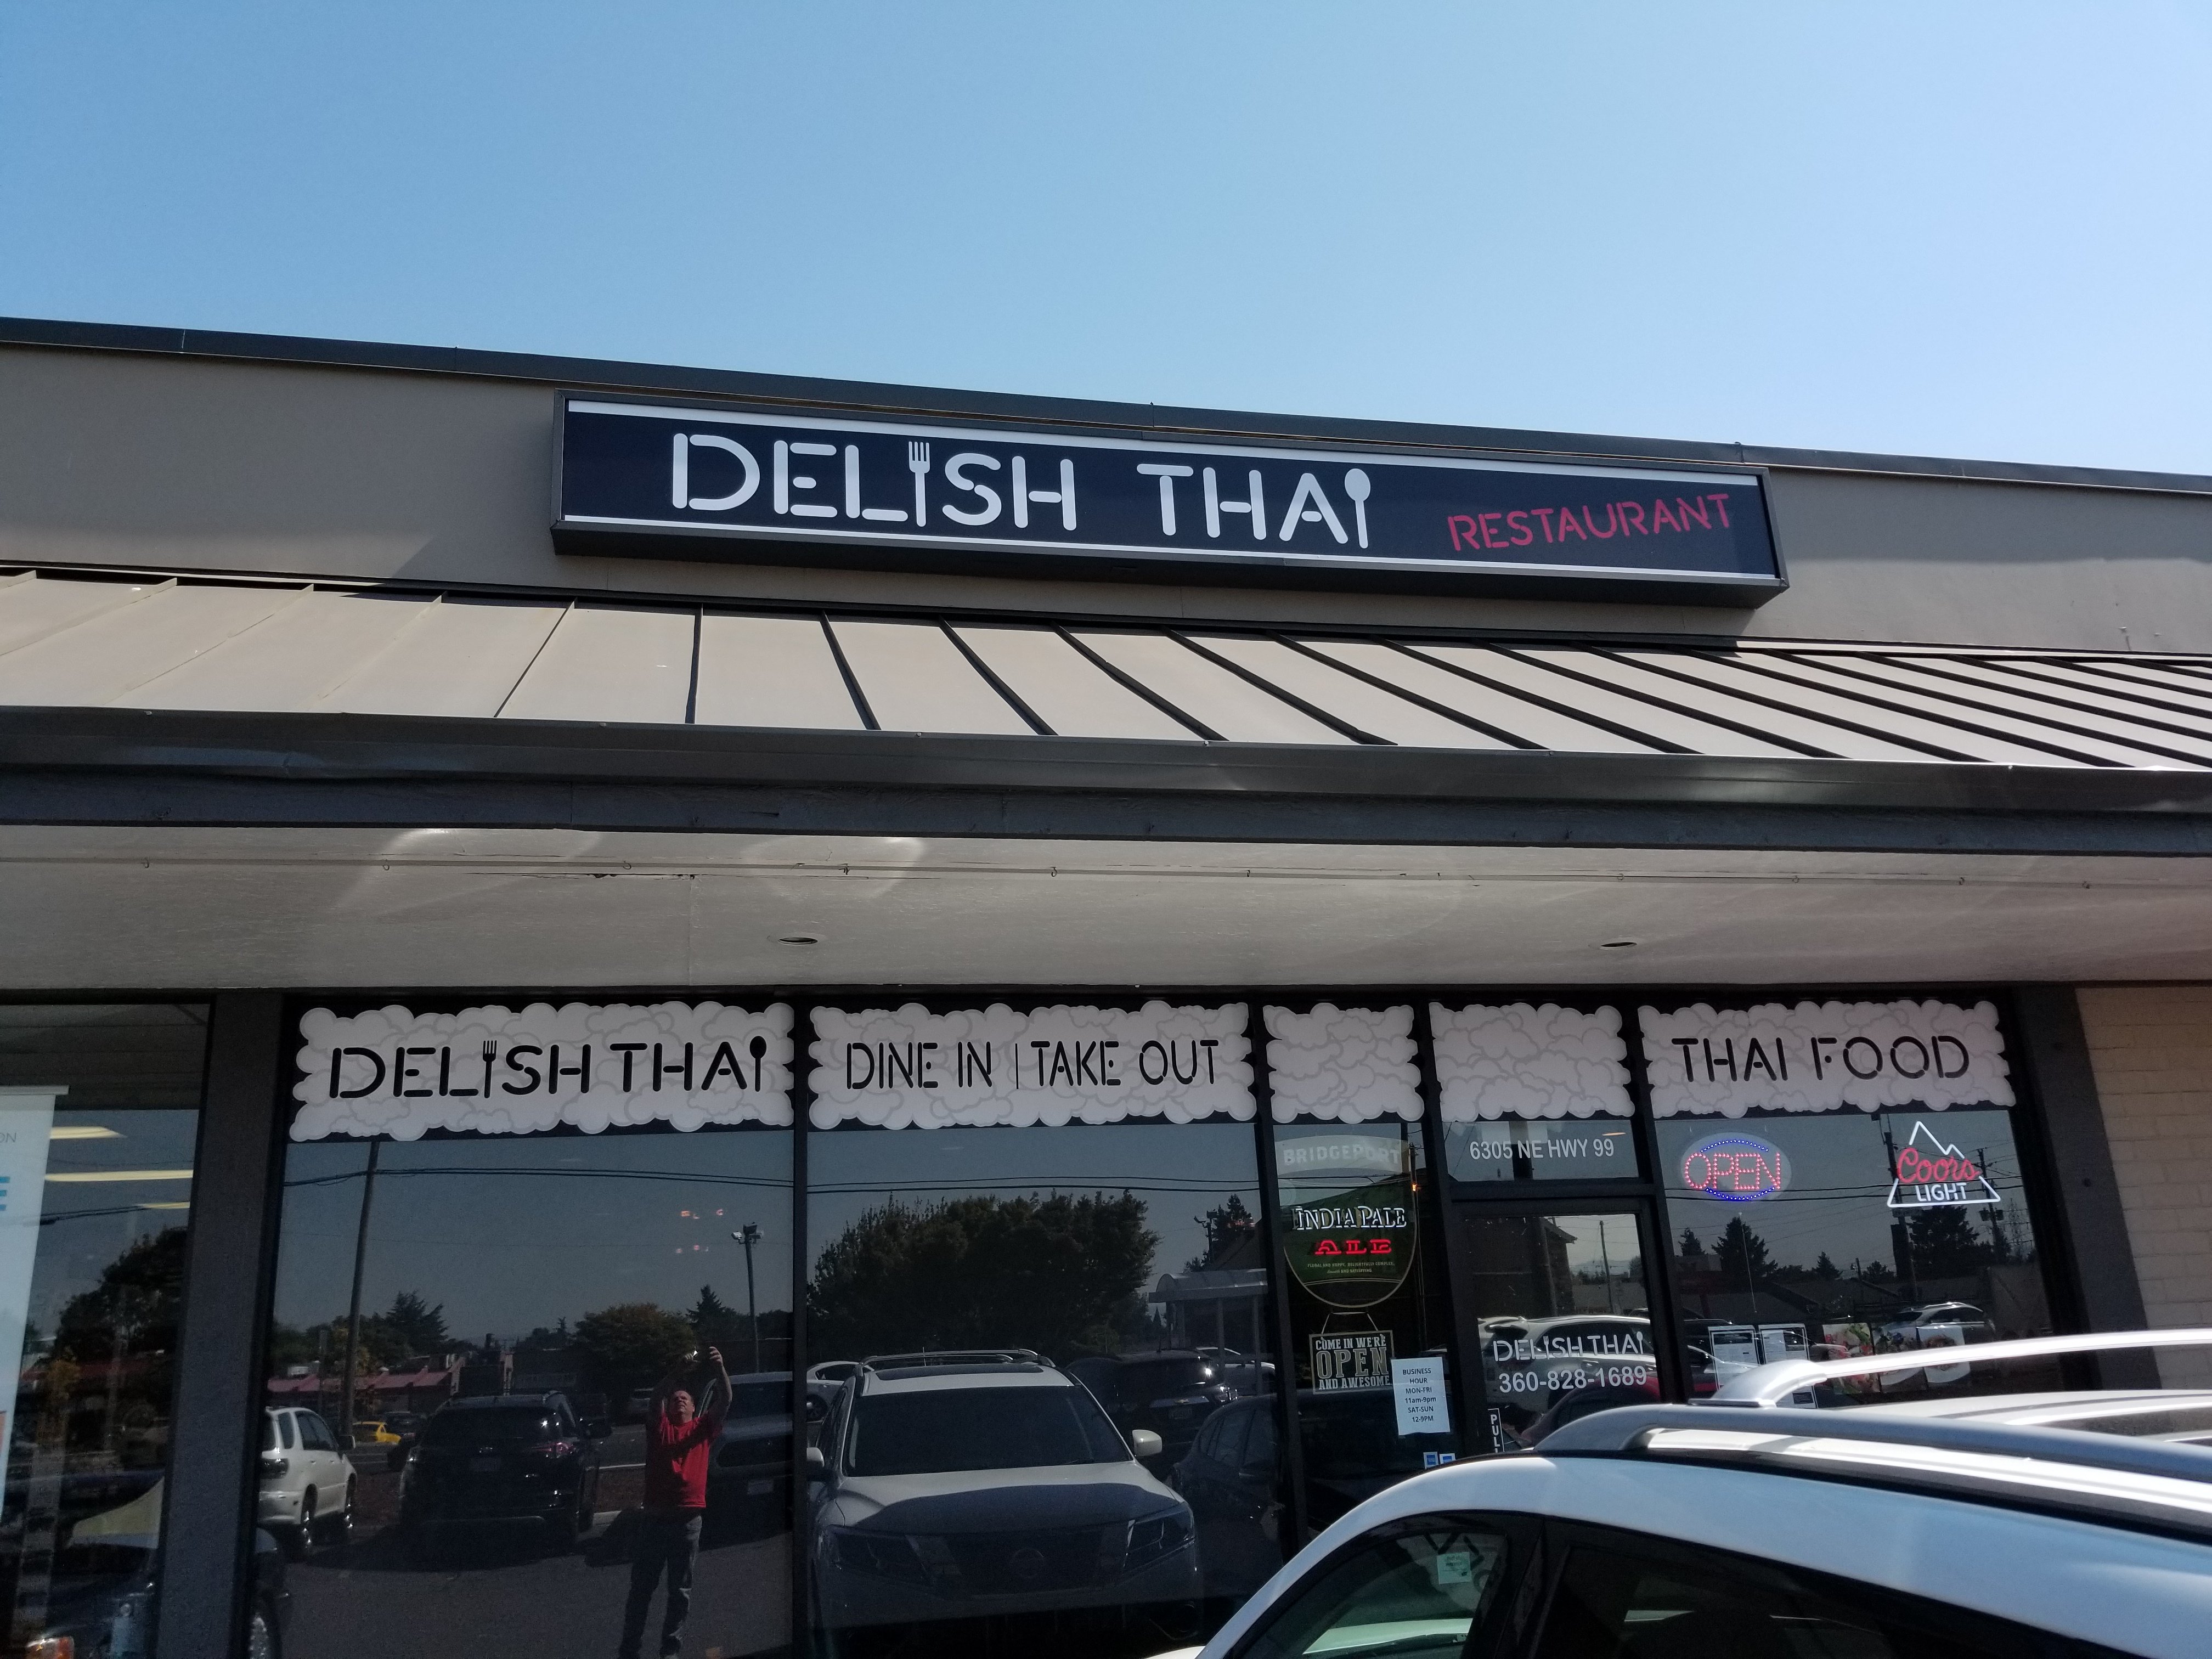 DELISH THAI RESTAURANT
DELISH THAI
DINE IN | TAKE OUT
THAI FOOD
BRIDGEPORT
INDIA PALE
ALE
6305 NE HWY 99
OPEN
Coors
LIGHT
COME IN WE'RE
OPEN
AND AWESOME
BUSINESS
HOUR
MON-FRI
11am-9pm
SAT-SUN
12-9PM
DELISH THAI
360-828-1689
PULL
ON
E